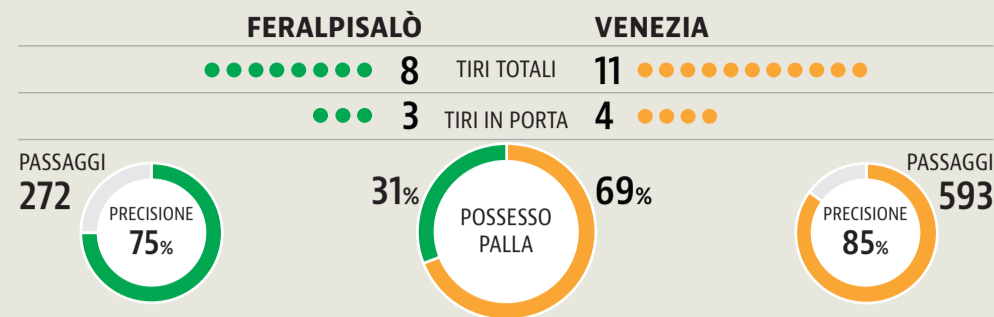 FERALPISALÒ VENEZIA
8 TIRI TOTALI 11
3 TIRI IN PORTA 4
PASSAGGI
272
PRECISIONE
75%
31%
POSSESSO
PALLA
69%
PASSAGGI
593
PRECISIONE
85%